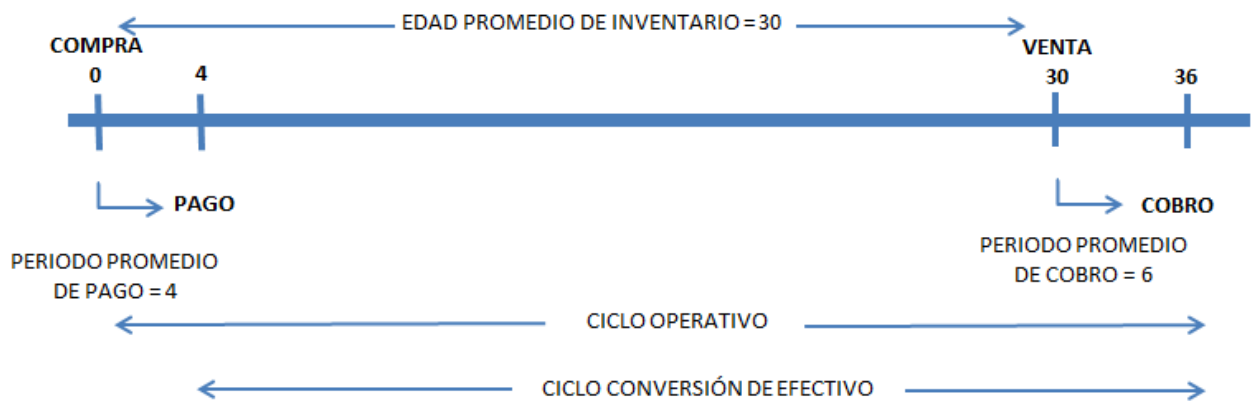 EDAD PROMEDIO DE INVENTARIO = 30
COMPRA
VENTA
0
4
30
36
PAGO
COBRO
PERIODO PROMEDIO
DE PAGO = 4
PERIODO PROMEDIO
DE COBRO = 6
CICLO OPERATIVO
CICLO CONVERSIÓN DE EFECTIVO